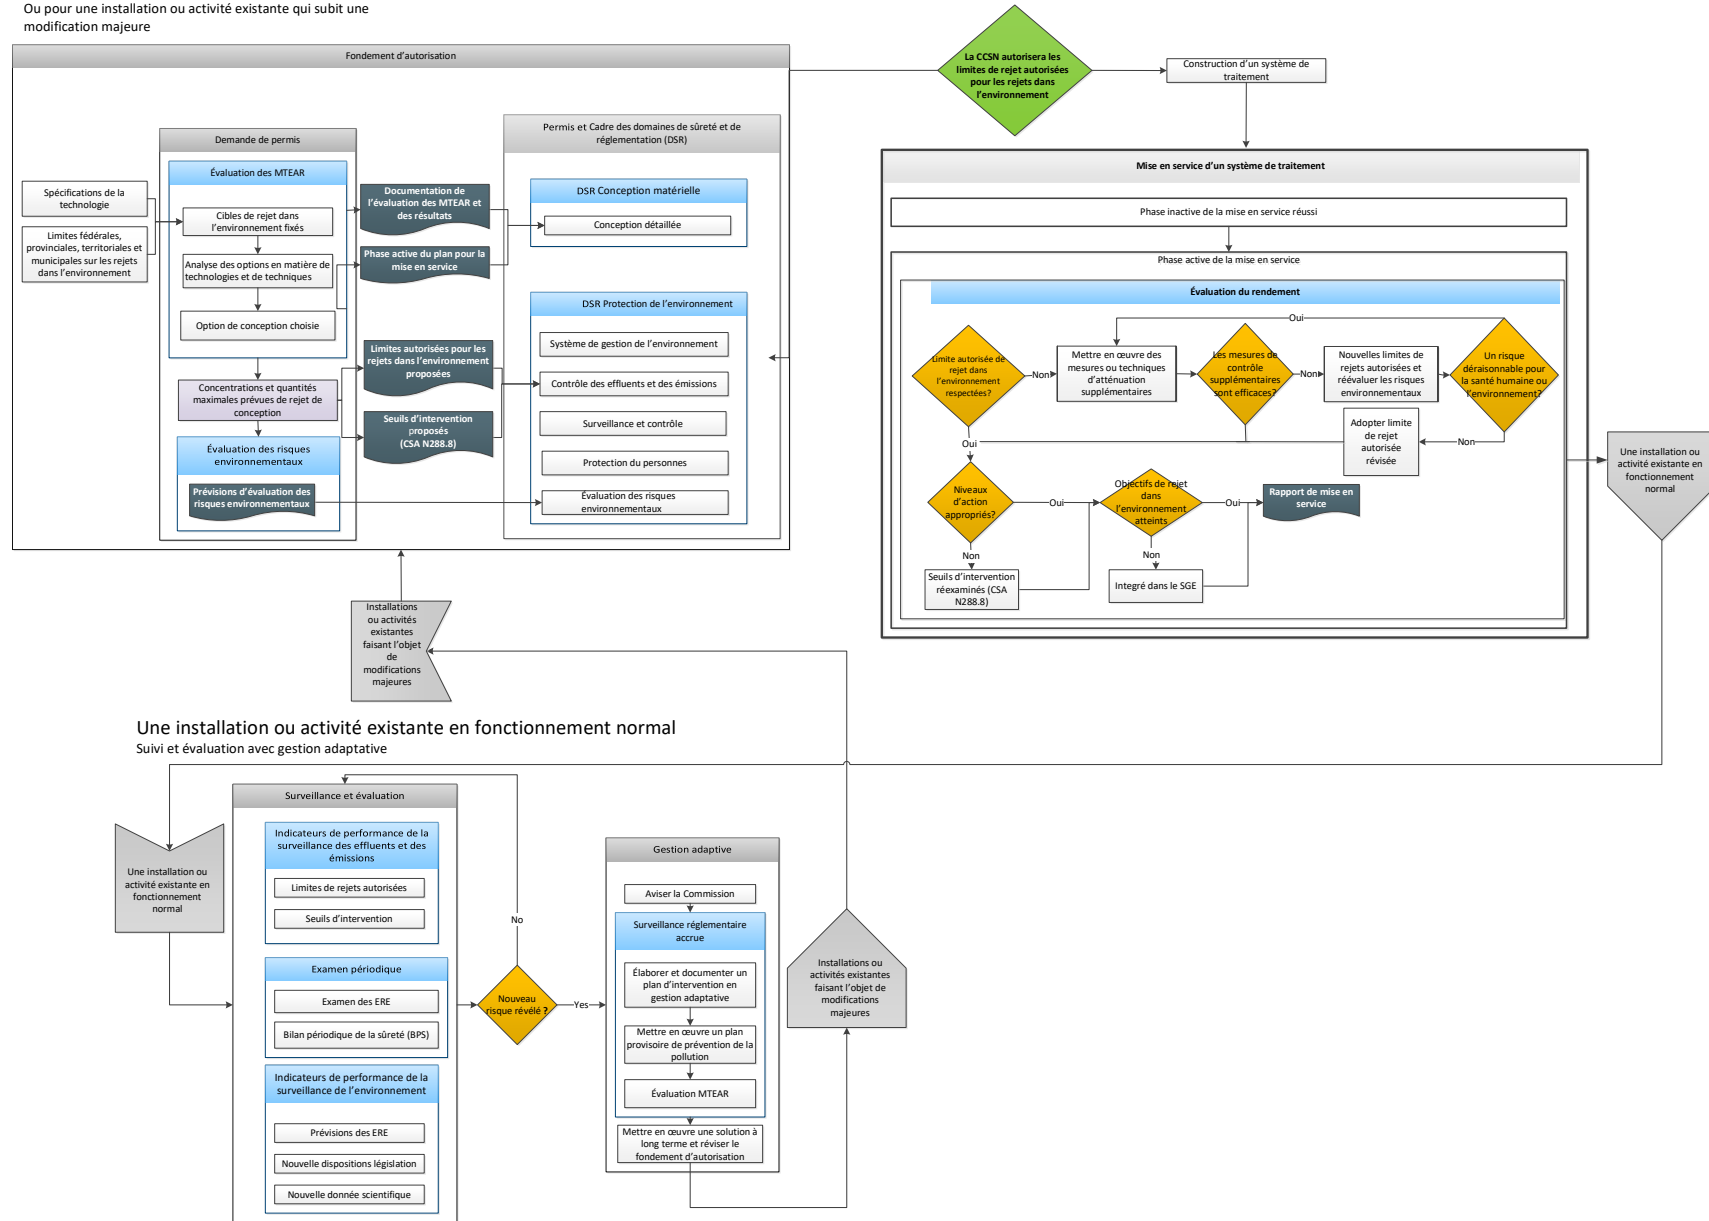 Ou pour une installation ou activité existante qui subit une
modification majeure
Fondement d'autorisation
Demande de permis
Évaluation des MTEAR
Spécifications de la
technologie
Limites fédérales,
provinciales, territoriales et
municipales sur les rejets
dans l'environnement
Cibles de rejet dans
l'environnement fixés
Analyse des options en matière de
technologies et de techniques
Option de conception choisie
Concentrations et quantités
maximales prévues de rejet de
conception
Évaluation des risques
environnementaux
Prévisions d'évaluation des
risques environnementaux
Documentation de
l'évaluation des MTEAR et
des résultats
Phase active du plan pour la
mise en service
Limites autorisées pour les
rejets dans l'environnement
proposées
Seuils d'intervention
proposés
(CSA N288.8)
Permis et Cadre des domaines de sûreté et de
réglementation (DSR)
DSR Conception matérielle
Conception détaillée
DSR Protection de l'environnement
Système de gestion de l'environnement
Contrôle des effluents et des émissions
Surveillance et contrôle
Protection du personnes
Évaluation des risques
environnementaux
La CCSN autorisera les
limites de rejet autorisées
pour les rejets dans
l'environnement
Construction d'un système de
traitement
Mise en service d'un système de traitement
Phase inactive de la mise en service réussi
Phase active de la mise en service
Évaluation du rendement
Oui
Limite autorisée de
rejet dans
l'environnement
respectées?
Non
Mettre en œuvre des
mesures ou techniques
d'atténuation
supplémentaires
Les mesures de
contrôle
supplémentaires
sont efficaces?
Non
Nouvelles limites de
rejets autorisées et
réévaluer les risques
environnementaux
Un risque
déraisonnable pour
la santé humaine ou
l'environnement?
Oui
Adopter limite
de rejet
autorisée
révisée
Non
Niveaux
d'action
appropriés?
Oui
Objectifs de rejet
dans
l'environnement
atteints
Oui
Rapport de mise en
service
Non
Non
Seuils d'intervention
réexaminés (CSA
N288.8)
Integré dans le SGE
Une installation ou
activité existante en
fonctionnement
normal
Installations
ou activités
existantes
faisant l'objet
de
modifications
majeures
Une installation ou activité existante en fonctionnement normal
Suivi et évaluation avec gestion adaptative
Une installation ou
activité existante en
fonctionnement
normal
Surveillance et évaluation
Indicateurs de performance de la
surveillance des effluents et des
émissions
Limites de rejets autorisées
Seuils d'intervention
Examen périodique
Examen des ERE
Bilan périodique de la sûreté (BPS)
Indicateurs de performance de la
surveillance de l'environnement
Prévisions des ERE
Nouvelle dispositions législation
Nouvelle donnée scientifique
No
Nouveau
risque révélé ?
Yes
Gestion adaptive
Aviser la Commission
Surveillance réglementaire
accrue
Élaborer et documenter un
plan d'intervention en
gestion adaptative
Mettre en œuvre un plan
provisoire de prévention de la
pollution
Évaluation MTEAR
Mettre en œuvre une solution à
long terme et réviser le
fondement d'autorisation
Installations ou
activités existantes
faisant l'objet de
modifications
majeures